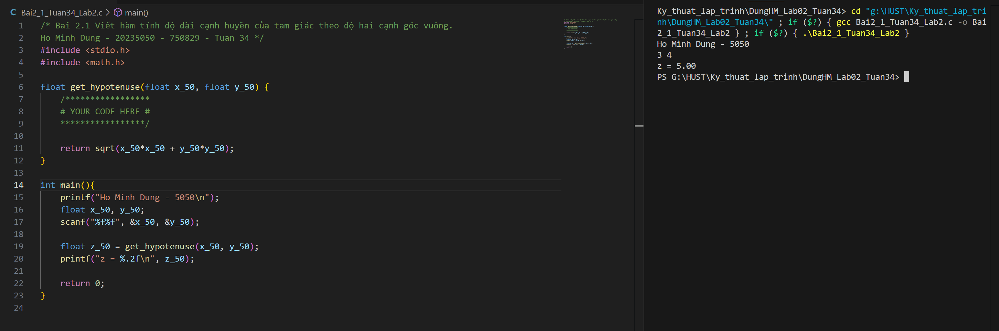 C Bai2_1_Tuan34_Lab2.c > main()
1 /* Bai 2.1 Viết hàm tính độ dài cạnh huyền của tam giác theo độ hai cạnh góc vuông.
2 Ho Minh Dung - 20235050 - 750829 - Tuan 34 */
3 #include <stdio.h>
4 #include <math.h>
5
6 float get_hypotenuse(float x_50, float y_50) {
7     /*****************
8     # YOUR CODE HERE #
9     *****************/
10
11     return sqrt(x_50*x_50 + y_50*y_50);
12 }
13
14 int main(){
15     printf("Ho Minh Dung - 5050\n");
16     float x_50, y_50;
17     scanf("%f%f", &x_50, &y_50);
18
19     float z_50 = get_hypotenuse(x_50, y_50);
20     printf("z = %.2f\n", z_50);
21
22     return 0;
23 }
24
Ky_thuat_lap_trinh\DungHM_Lab02_Tuan34> cd "g:\HUST\Ky_thuat_lap_tri
nh\DungHM_Lab02_Tuan34\" ; if ($?) { gcc Bai2_1_Tuan34_Lab2.c -o Bai
2_1_Tuan34_Lab2 } ; if ($?) { .\Bai2_1_Tuan34_Lab2 }
Ho Minh Dung - 5050
3 4
z = 5.00
PS G:\HUST\Ky_thuat_lap_trinh\DungHM_Lab02_Tuan34>